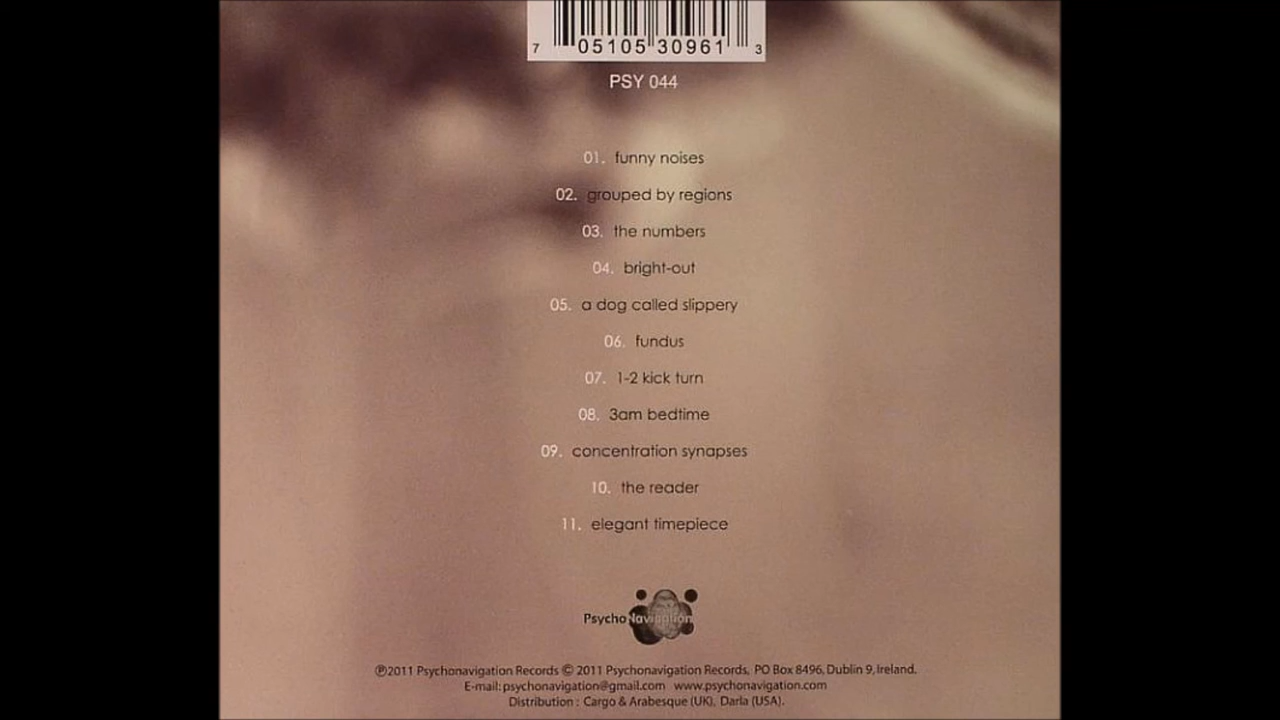 7 05105 30961 3
PSY 044
01. funny noises
02. grouped by regions
03. the numbers
04. bright-out
05. a dog called slippery
06. fundus
07. 1-2 kick turn
08. 3am bedtime
09. concentration synapses
10. the reader
11. elegant timepiece
PsychoNavigation
℗2011 Psychonavigation Records © 2011 Psychonavigation Records, PO Box 8496, Dublin 9, Ireland.
E-mail: psychonavigation@gmail.com www.psychonavigation.com
Distribution : Cargo & Arabesque (UK), Darla (USA).